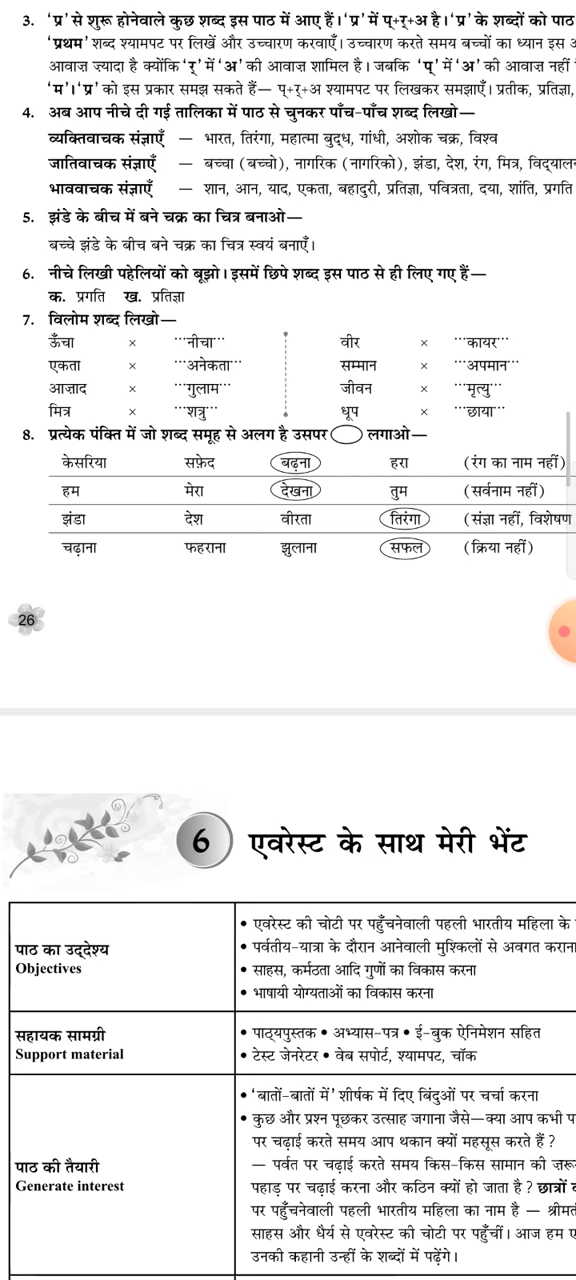 3. 'प्र' से शुरू होनेवाले कुछ शब्द इस पाठ में आए हैं। 'प्र' में प्+र्+अ है। 'प्र' के शब्दों को पाठ
'प्रथम' शब्द श्यामपट पर लिखें और उच्चारण करवाएँ। उच्चारण करते समय बच्चों का ध्यान इस
आवाज़ ज़्यादा है क्योंकि 'र्' में 'अ' की आवाज़ शामिल है। जबकि 'प्' में 'अ' की आवाज़ नहीं
'म'। 'प्र' को इस प्रकार समझ सकते हैं— प्+र्+अ श्यामपट पर लिखकर समझाएँ। प्रतीक, प्रतिज्ञा,
4. अब आप नीचे दी गई तालिका में पाठ से चुनकर पाँच-पाँच शब्द लिखो—
व्यक्तिवाचक संज्ञाएँ — भारत, तिरंगा, महात्मा बुद्ध, गांधी, अशोक चक्र, विश्व
जातिवाचक संज्ञाएँ — बच्चा (बच्चो), नागरिक (नागरिको), झंडा, देश, रंग, मित्र, विद्याल
भाववाचक संज्ञाएँ — शान, आन, याद, एकता, बहादुरी, प्रतिज्ञा, पवित्रता, दया, शांति, प्रगति
5. झंडे के बीच में बने चक्र का चित्र बनाओ—
बच्चे झंडे के बीच बने चक्र का चित्र स्वयं बनाएँ।
6. नीचे लिखी पहेलियों को बूझो। इसमें छिपे शब्द इस पाठ से ही लिए गए हैं—
क. प्रगति ख. प्रतिज्ञा
7. विलोम शब्द लिखो—
ऊँचा × ···नीचा··· वीर × ···कायर···
एकता × ···अनेकता··· सम्मान × ···अपमान···
आज़ाद × ···गुलाम··· जीवन × ···मृत्यु···
मित्र × ···शत्रु··· धूप × ···छाया···
8. प्रत्येक पंक्ति में जो शब्द समूह से अलग है उसपर लगाओ—
केसरिया सफ़ेद बढ़ना हरा (रंग का नाम नहीं)
हम मेरा देखना तुम (सर्वनाम नहीं)
झंडा देश वीरता तिरंगा (संज्ञा नहीं, विशेषण
चढ़ाना फहराना झुलाना सफल (क्रिया नहीं)
26
6 एवरेस्ट के साथ मेरी भेंट
पाठ का उद्देश्य
Objectives
• एवरेस्ट की चोटी पर पहुँचनेवाली पहली भारतीय महिला के
• पर्वतीय-यात्रा के दौरान आनेवाली मुश्किलों से अवगत कराना
• साहस, कर्मठता आदि गुणों का विकास करना
• भाषायी योग्यताओं का विकास करना
सहायक सामग्री
Support material
• पाठ्यपुस्तक • अभ्यास-पत्र • ई-बुक ऐनिमेशन सहित
• टेस्ट जेनरेटर • वेब सपोर्ट, श्यामपट, चॉक
पाठ की तैयारी
Generate interest
• 'बातों-बातों में' शीर्षक में दिए बिंदुओं पर चर्चा करना
• कुछ और प्रश्न पूछकर उत्साह जगाना जैसे—क्या आप कभी प
पर चढ़ाई करते समय आप थकान क्यों महसूस करते हैं ?
— पर्वत पर चढ़ाई करते समय किस-किस सामान की ज़रू
पहाड़ पर चढ़ाई करना और कठिन क्यों हो जाता है ? छात्रों
पर पहुँचनेवाली पहली भारतीय महिला का नाम है — श्रीमत
साहस और धैर्य से एवरेस्ट की चोटी पर पहुँचीं। आज हम ए
उनकी कहानी उन्हीं के शब्दों में पढ़ेंगे।